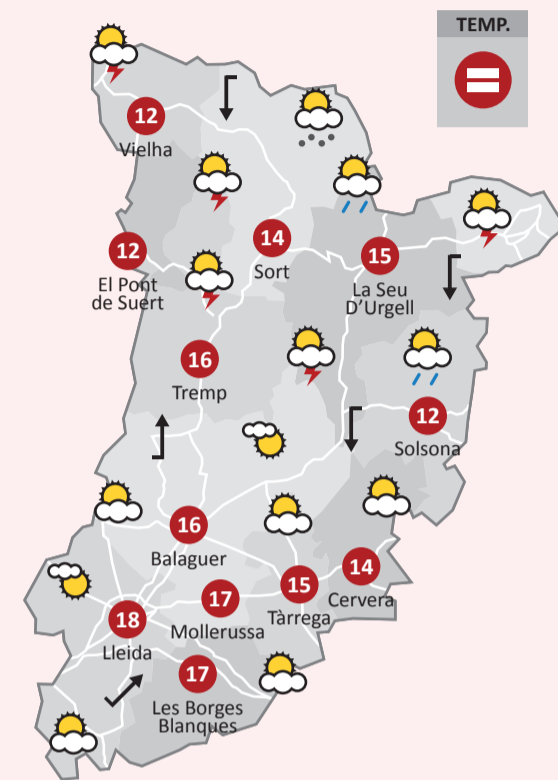 TEMP.
12
Vielha
12
El Pont
de Suert
14
Sort
15
La Seu
D'Urgell
16
Tremp
12
Solsona
16
Balaguer
17
Mollerussa
15
Tàrrega
14
Cervera
18
Lleida
17
Les Borges
Blanques